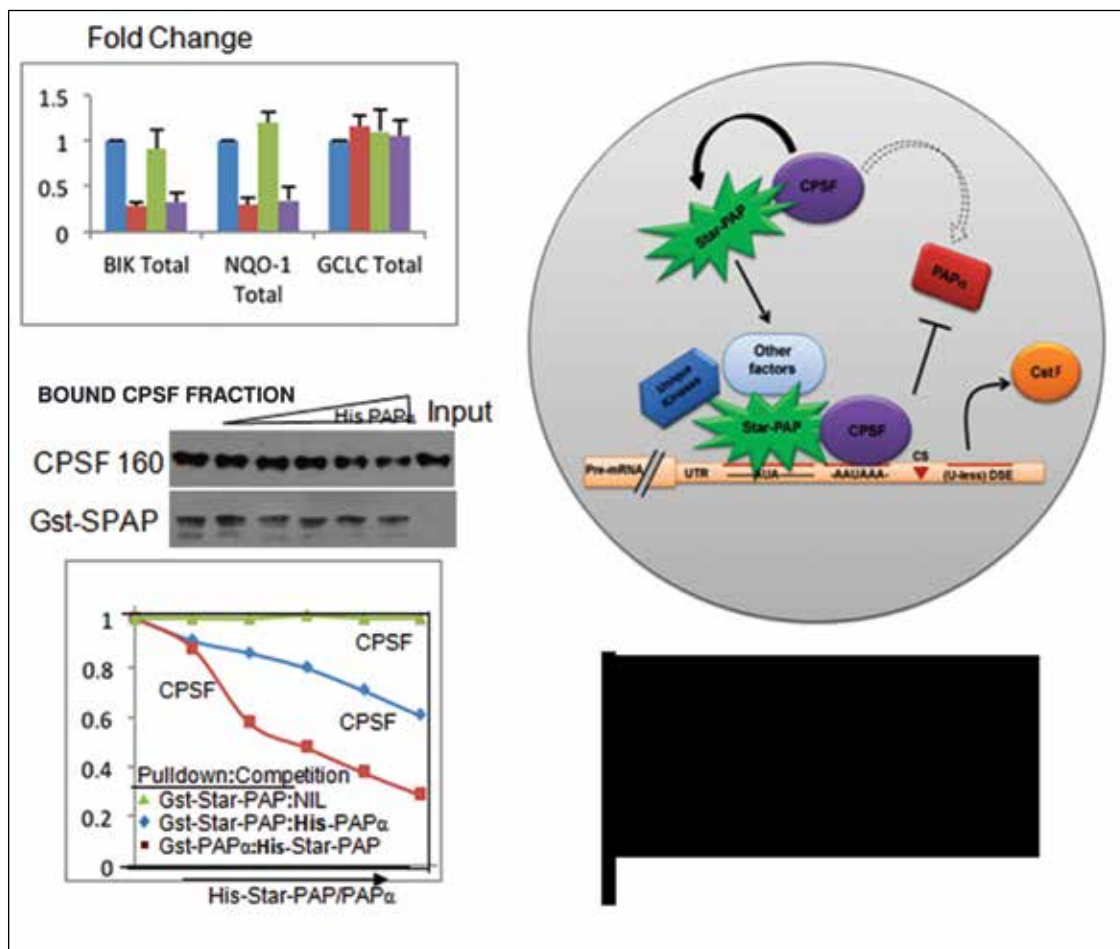 Fold Change
1.5
1
0.5
0
BIK Total
NQO-1
Total
GCLC Total
BOUND CPSF FRACTION
His PAPα
Input
CPSF 160
Gst-SPAP
1
0.8
0.6
0.4
0.2
0
CPSF
CPSF
CPSF
Pulldown:Competition
Gst-Star-PAP:NIL
Gst-Star-PAP:His-PAPα
Gst-PAPα:His-Star-PAP
His-Star-PAP/PAPα
CPSF
Star-PAP
PAPα
Other
factors
Unique
Kinase
Star-PAP
CPSF
CstF
CS
Pre-mRNA
UTR
-AUA-
-AAUAAA-
(U-less) DSE